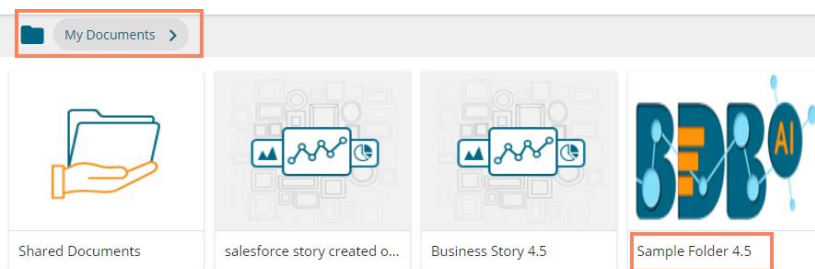 My Documents
BDB
AI
Shared Documents
salesforce story created o...
Business Story 4.5
Sample Folder 4.5